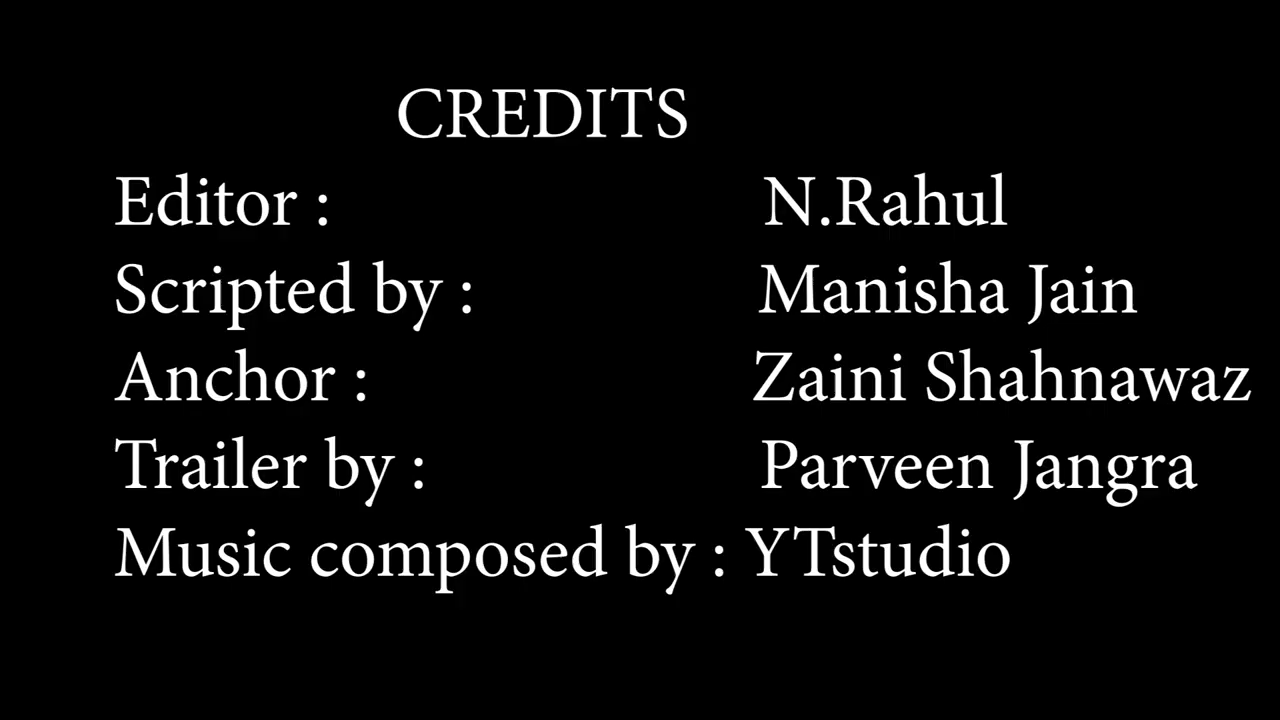 CREDITS
Editor : N.Rahul
Scripted by : Manisha Jain
Anchor : Zaini Shahnawaz
Trailer by : Parveen Jangra
Music composed by : YTstudio